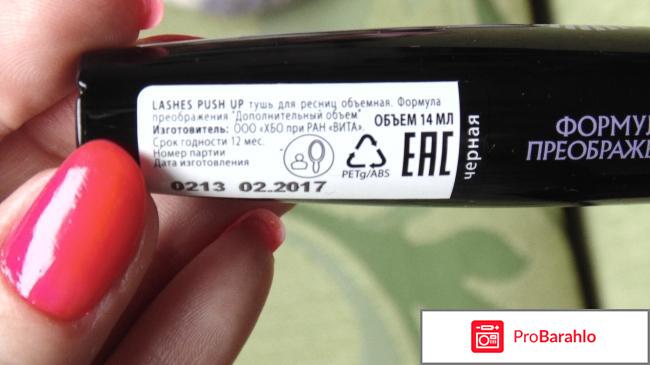 LASHES PUSH UP тушь для ресниц объемная. Формула
преображения "Дополнительный объем"
Изготовитель: ООО «ХБО при РАН «ВИТА».
Срок годности 12 мес.
Номер партии
Дата изготовления
0213 02.2017
ОБЪЕМ 14 МЛ
PETg/ABS
EAC
черная
ФОРМУЛ
ПРЕОБРАЖЕ
ProBarahlo